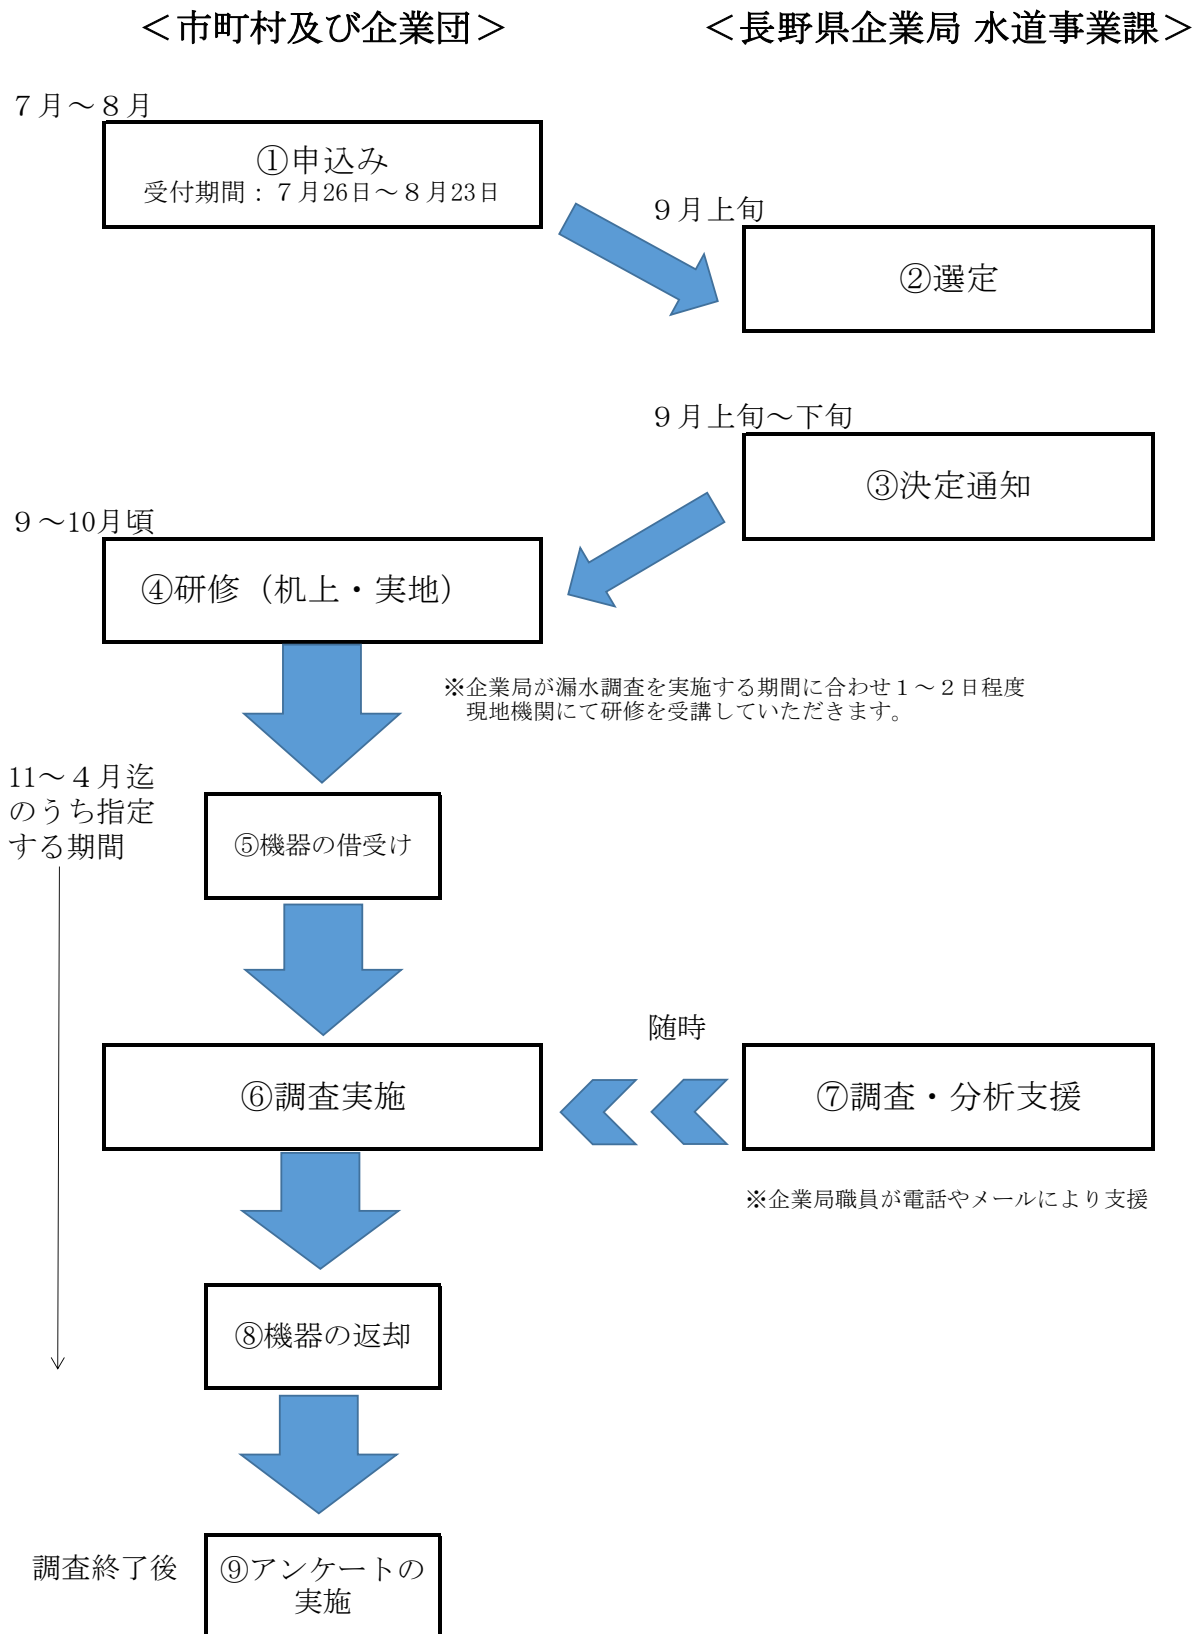 ＜市町村及び企業団＞
＜長野県企業局 水道事業課＞
７月～８月
①申込み
受付期間：７月26日～８月23日
９月上旬
②選定
９月上旬～下旬
③決定通知
９～10月頃
④研修（机上・実地）
※企業局が漏水調査を実施する期間に合わせ１～２日程度
現地機関にて研修を受講していただきます。
11～４月迄
のうち指定
する期間
⑤機器の借受け
随時
⑥調査実施
⑦調査・分析支援
※企業局職員が電話やメールにより支援
⑧機器の返却
調査終了後
⑨アンケートの
実施